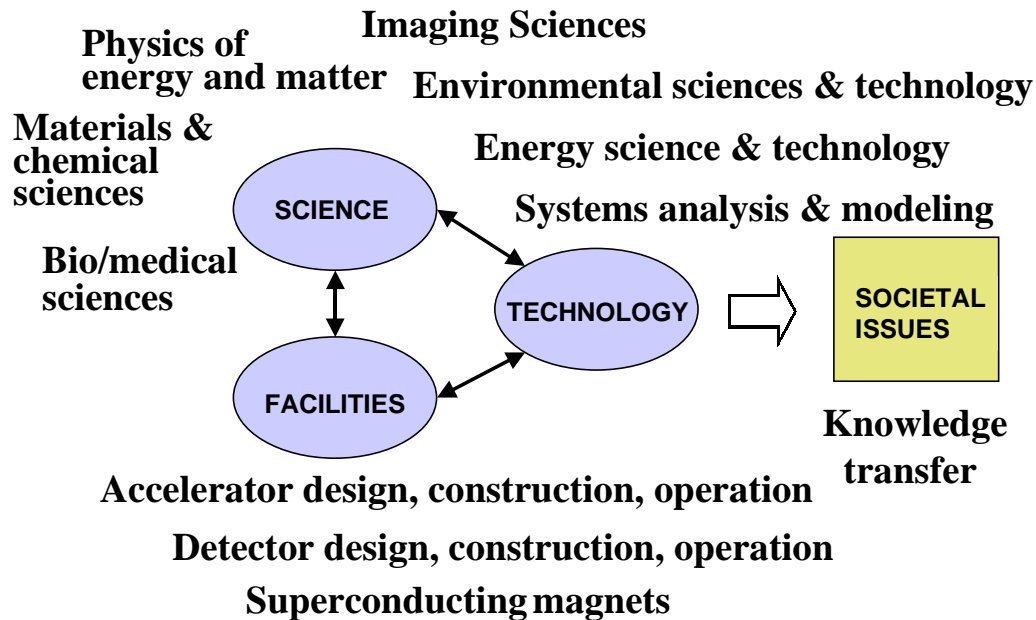 Imaging Sciences
Physics of
energy and matter
Environmental sciences & technology
Materials &
chemical
sciences
Energy science & technology
SCIENCE
Systems analysis & modeling
Bio/medical
sciences
TECHNOLOGY
SOCIETAL
ISSUES
FACILITIES
Knowledge
transfer
Accelerator design, construction, operation
Detector design, construction, operation
Superconducting magnets